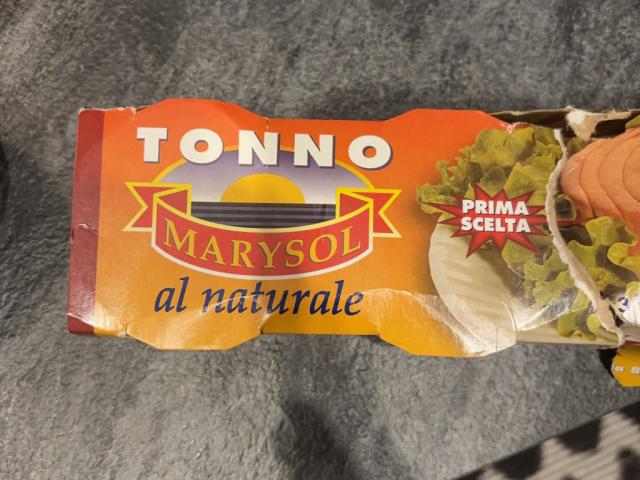 TONNO
MARYSOL
al naturale
PRIMA
SCELTA